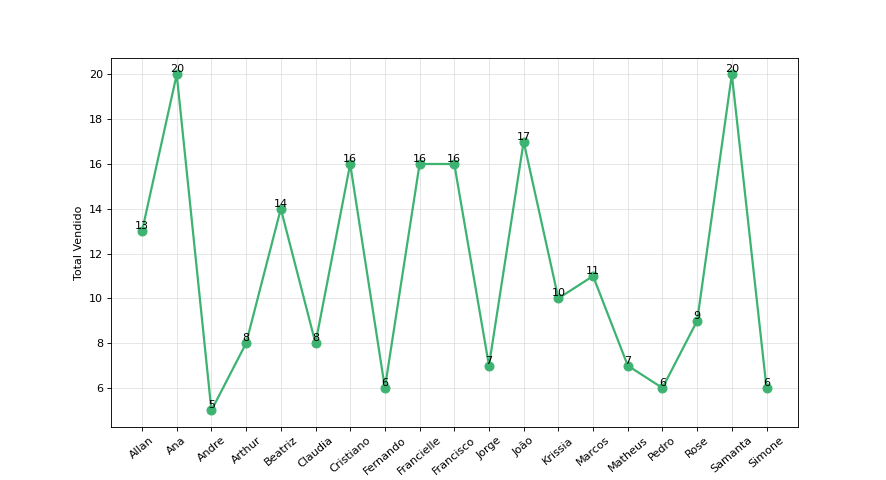 20
18
16
14
12
10
8
6
Total Vendido
13
20
5
8
14
8
16
6
16
16
7
17
10
11
7
6
9
20
6
Allan
Ana
Andre
Arthur
Beatriz
Claudia
Cristiano
Fernando
Francielle
Francisco
Jorge
João
Krissia
Marcos
Matheus
Pedro
Rose
Samanta
Simone